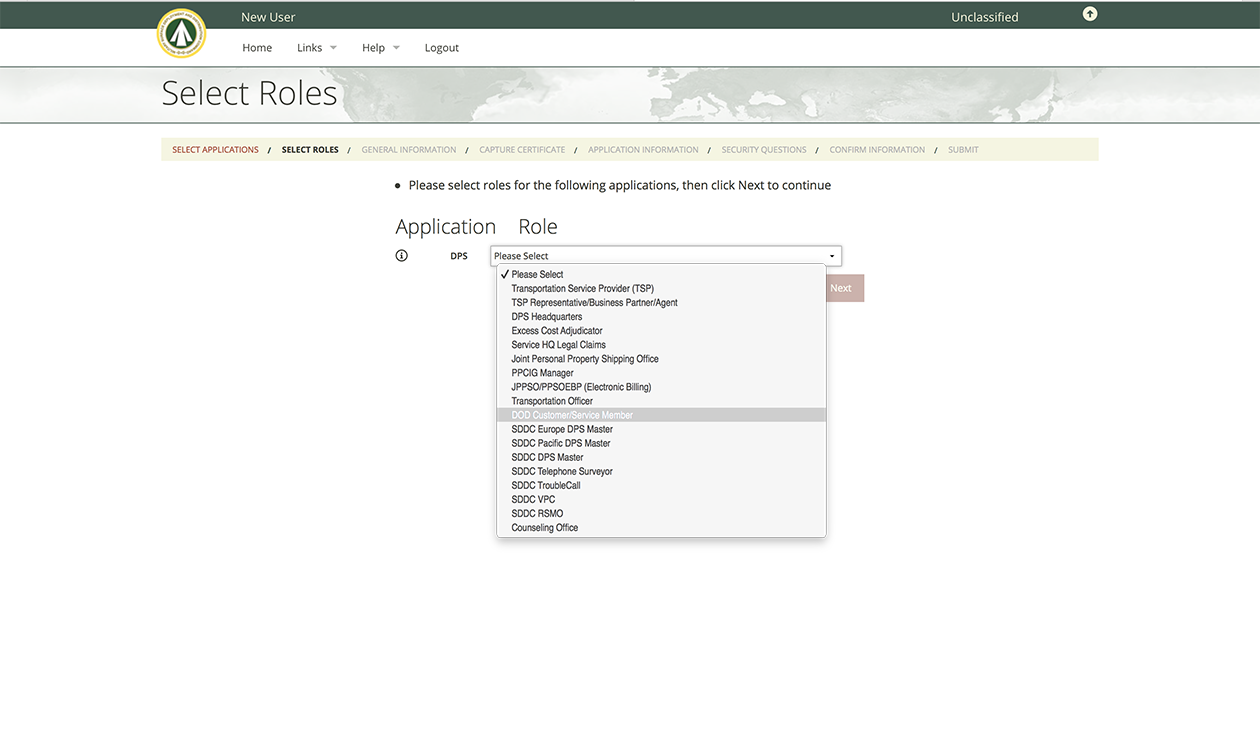 New User
Unclassified
Home Links Help Logout
Select Roles
SELECT APPLICATIONS / SELECT ROLES / GENERAL INFORMATION / CAPTURE CERTIFICATE / APPLICATION INFORMATION / SECURITY QUESTIONS / CONFIRM INFORMATION / SUBMIT
• Please select roles for the following applications, then click Next to continue
Application Role
DPS Please Select
✓ Please Select
Transportation Service Provider (TSP)
Next
TSP Representative/Business Partner/Agent
DPS Headquarters
Excess Cost Adjudicator
Service HQ Legal Claims
Joint Personal Property Shipping Office
PPCIG Manager
JPPSO/PPSOEBP (Electronic Billing)
Transportation Officer
DOD Customer/Service Member
SDDC Europe DPS Master
SDDC Pacific DPS Master
SDDC DPS Master
SDDC Telephone Surveyor
SDDC TroubleCall
SDDC VPC
SDDC RSMO
Counseling Office